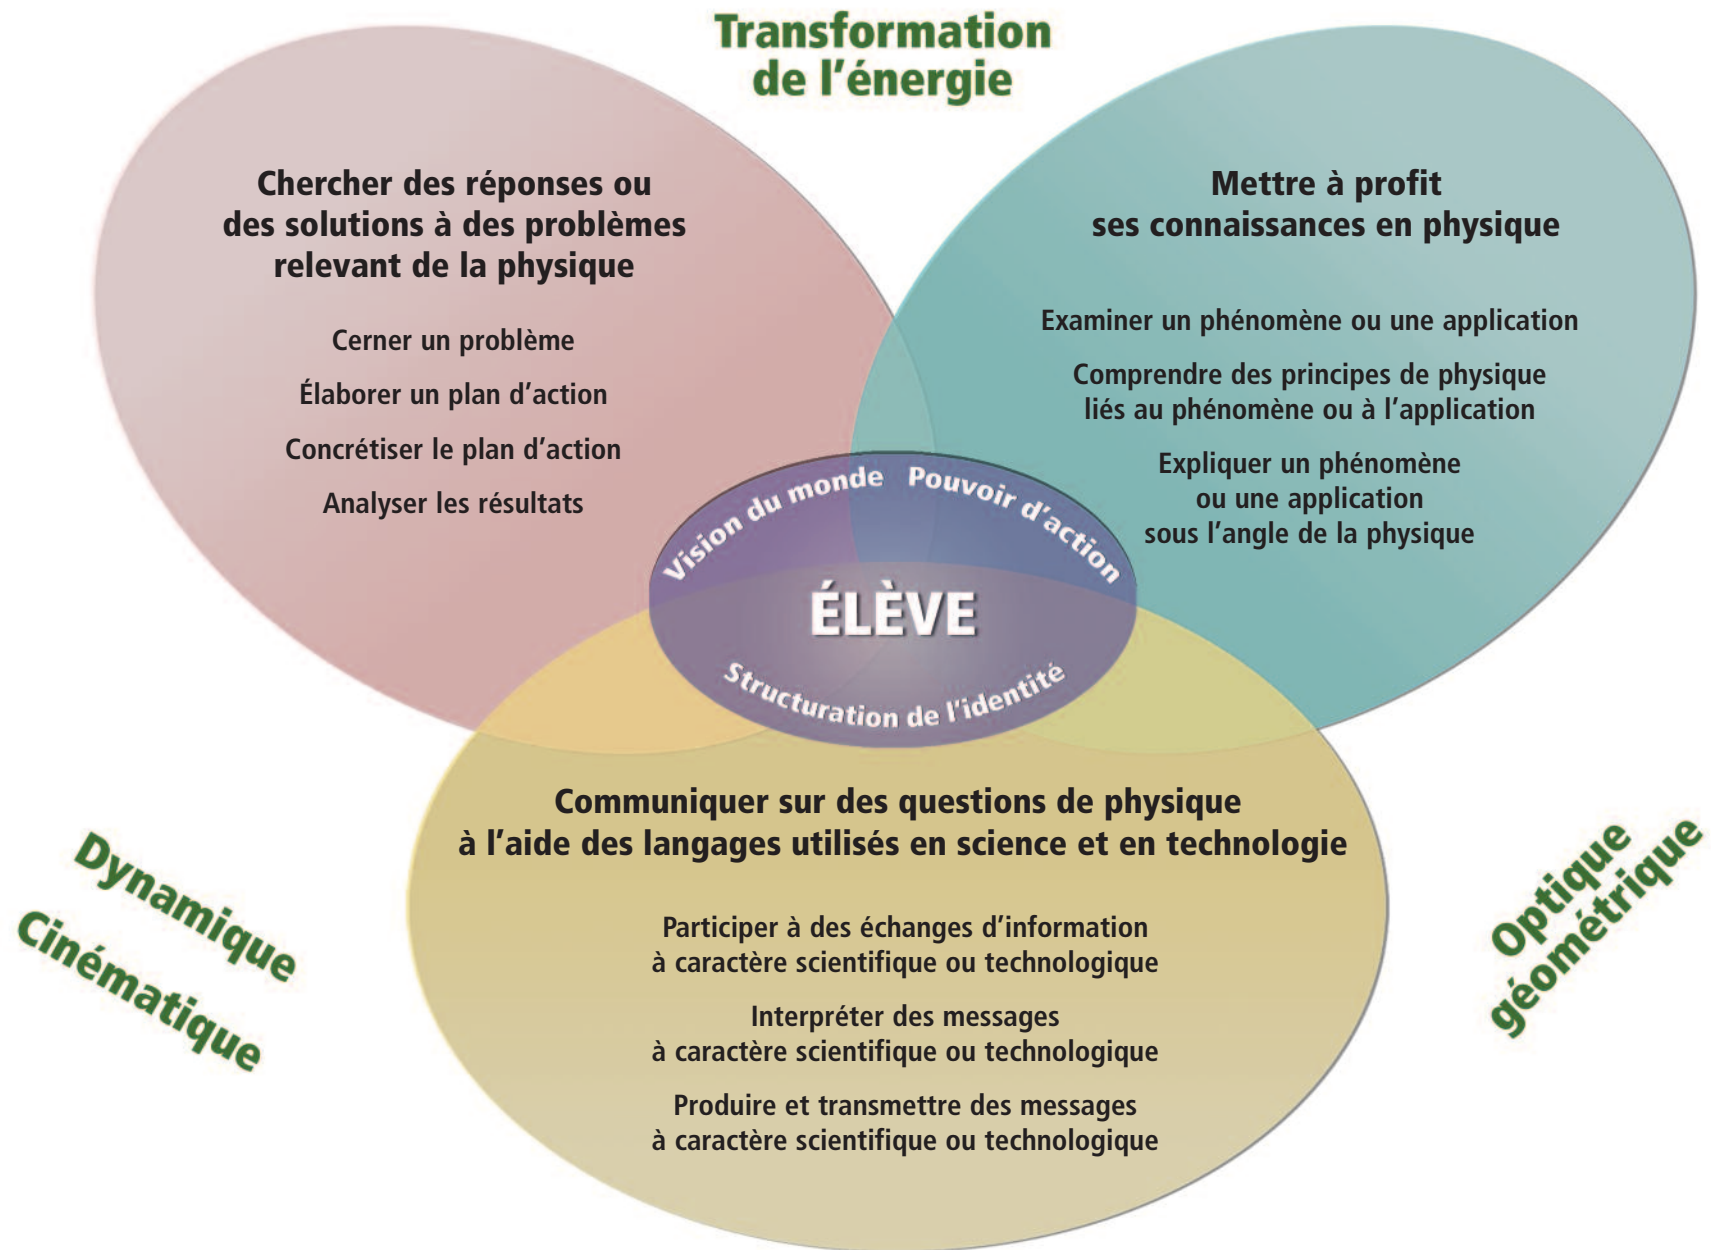 Transformation
de l'énergie
Chercher des réponses ou
des solutions à des problèmes
relevant de la physique
Cerner un problème
Élaborer un plan d'action
Concrétiser le plan d'action
Analyser les résultats
Mettre à profit
ses connaissances en physique
Examiner un phénomène ou une application
Comprendre des principes de physique
liés au phénomène ou à l'application
Expliquer un phénomène
ou une application
sous l'angle de la physique
Vision du monde
Pouvoir d'action
ÉLÈVE
Structuration de l'identité
Communiquer sur des questions de physique
à l'aide des langages utilisés en science et en technologie
Participer à des échanges d'information
à caractère scientifique ou technologique
Interpréter des messages
à caractère scientifique ou technologique
Produire et transmettre des messages
à caractère scientifique ou technologique
Dynamique
Cinématique
Optique
géométrique